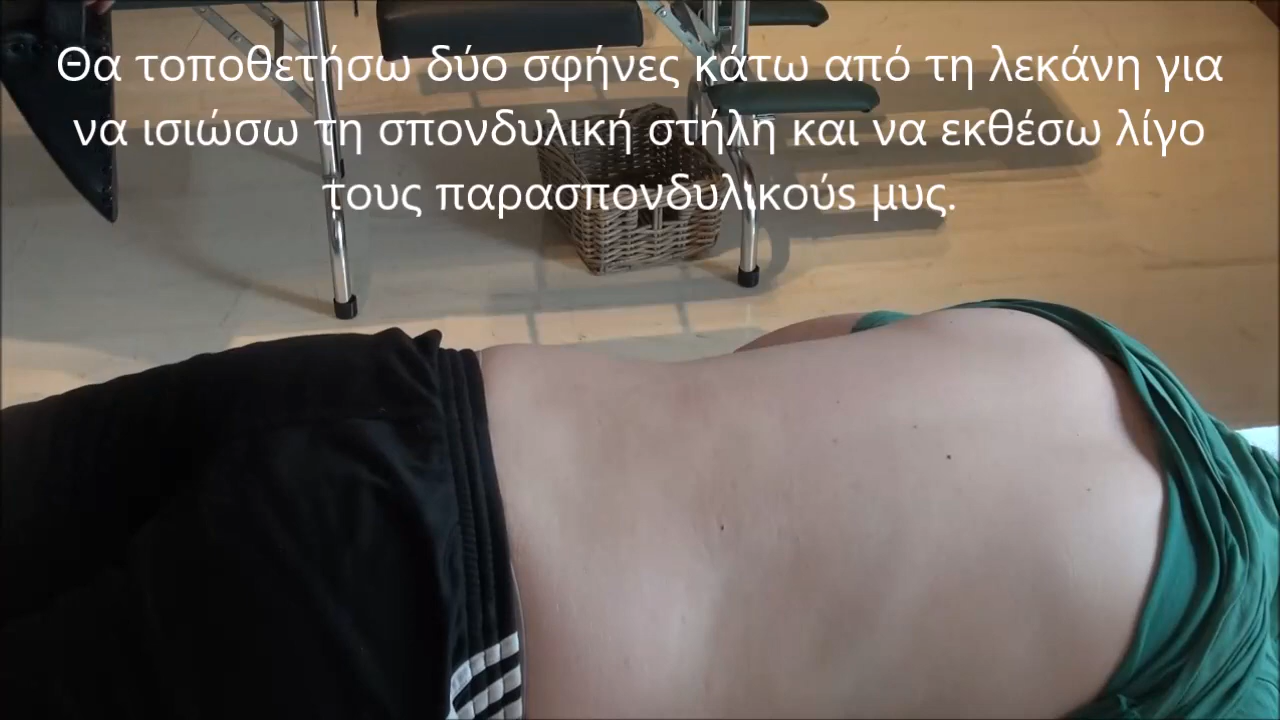 Θα τοποθετήσω δύο σφήνες κάτω από τη λεκάνη για
να ισιώσω τη σπονδυλική στήλη και να εκθέσω λίγο
τους παρασπονδυλικούs μυς.